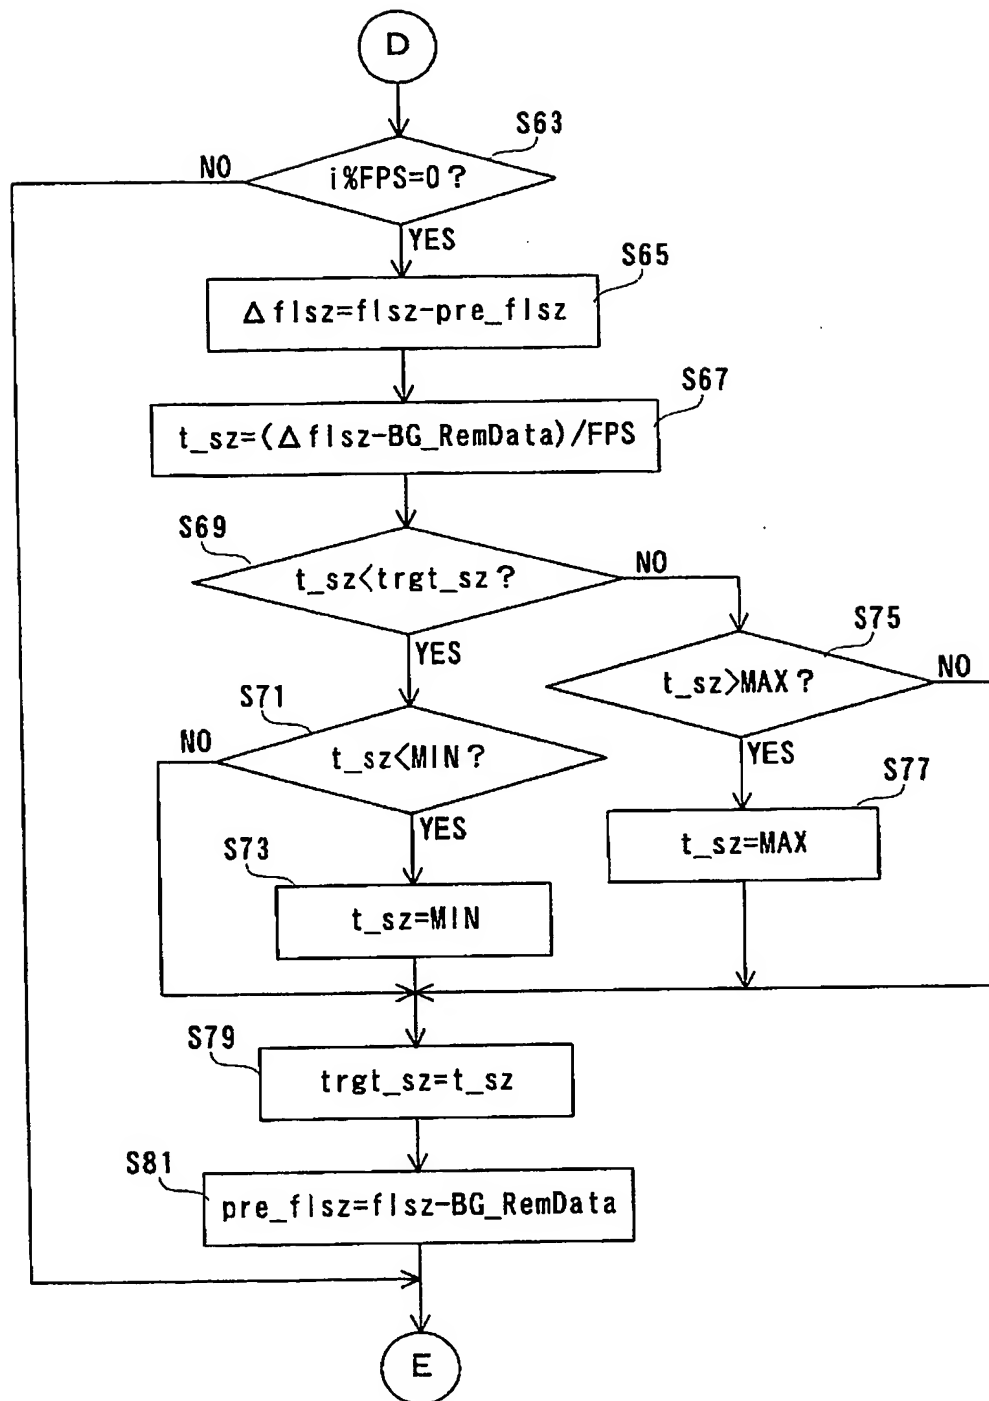 D
S63
i%FPS=0?
NO
YES
S65
Δflsz=flsz-pre_flsz
S67
t_sz=(Δflsz-BG_RemData)/FPS
S69
t_sz<trgt_sz?
NO
YES
S75
t_sz>MAX?
NO
YES
S71
t_sz<MIN?
NO
YES
S77
t_sz=MAX
S73
t_sz=MIN
S79
trgt_sz=t_sz
S81
pre_flsz=flsz-BG_RemData
E